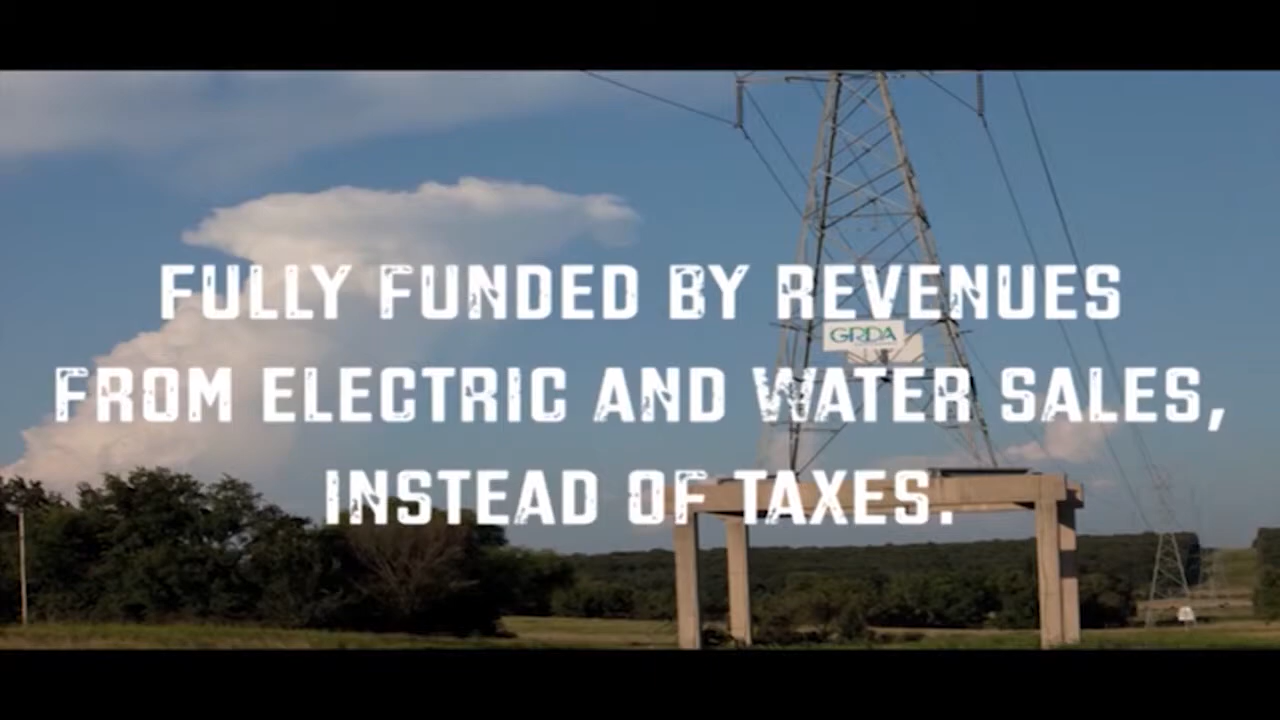 FULLY FUNDED BY REVENUES
GRDA
FROM ELECTRIC AND WATER SALES,
INSTEAD OF TAXES.